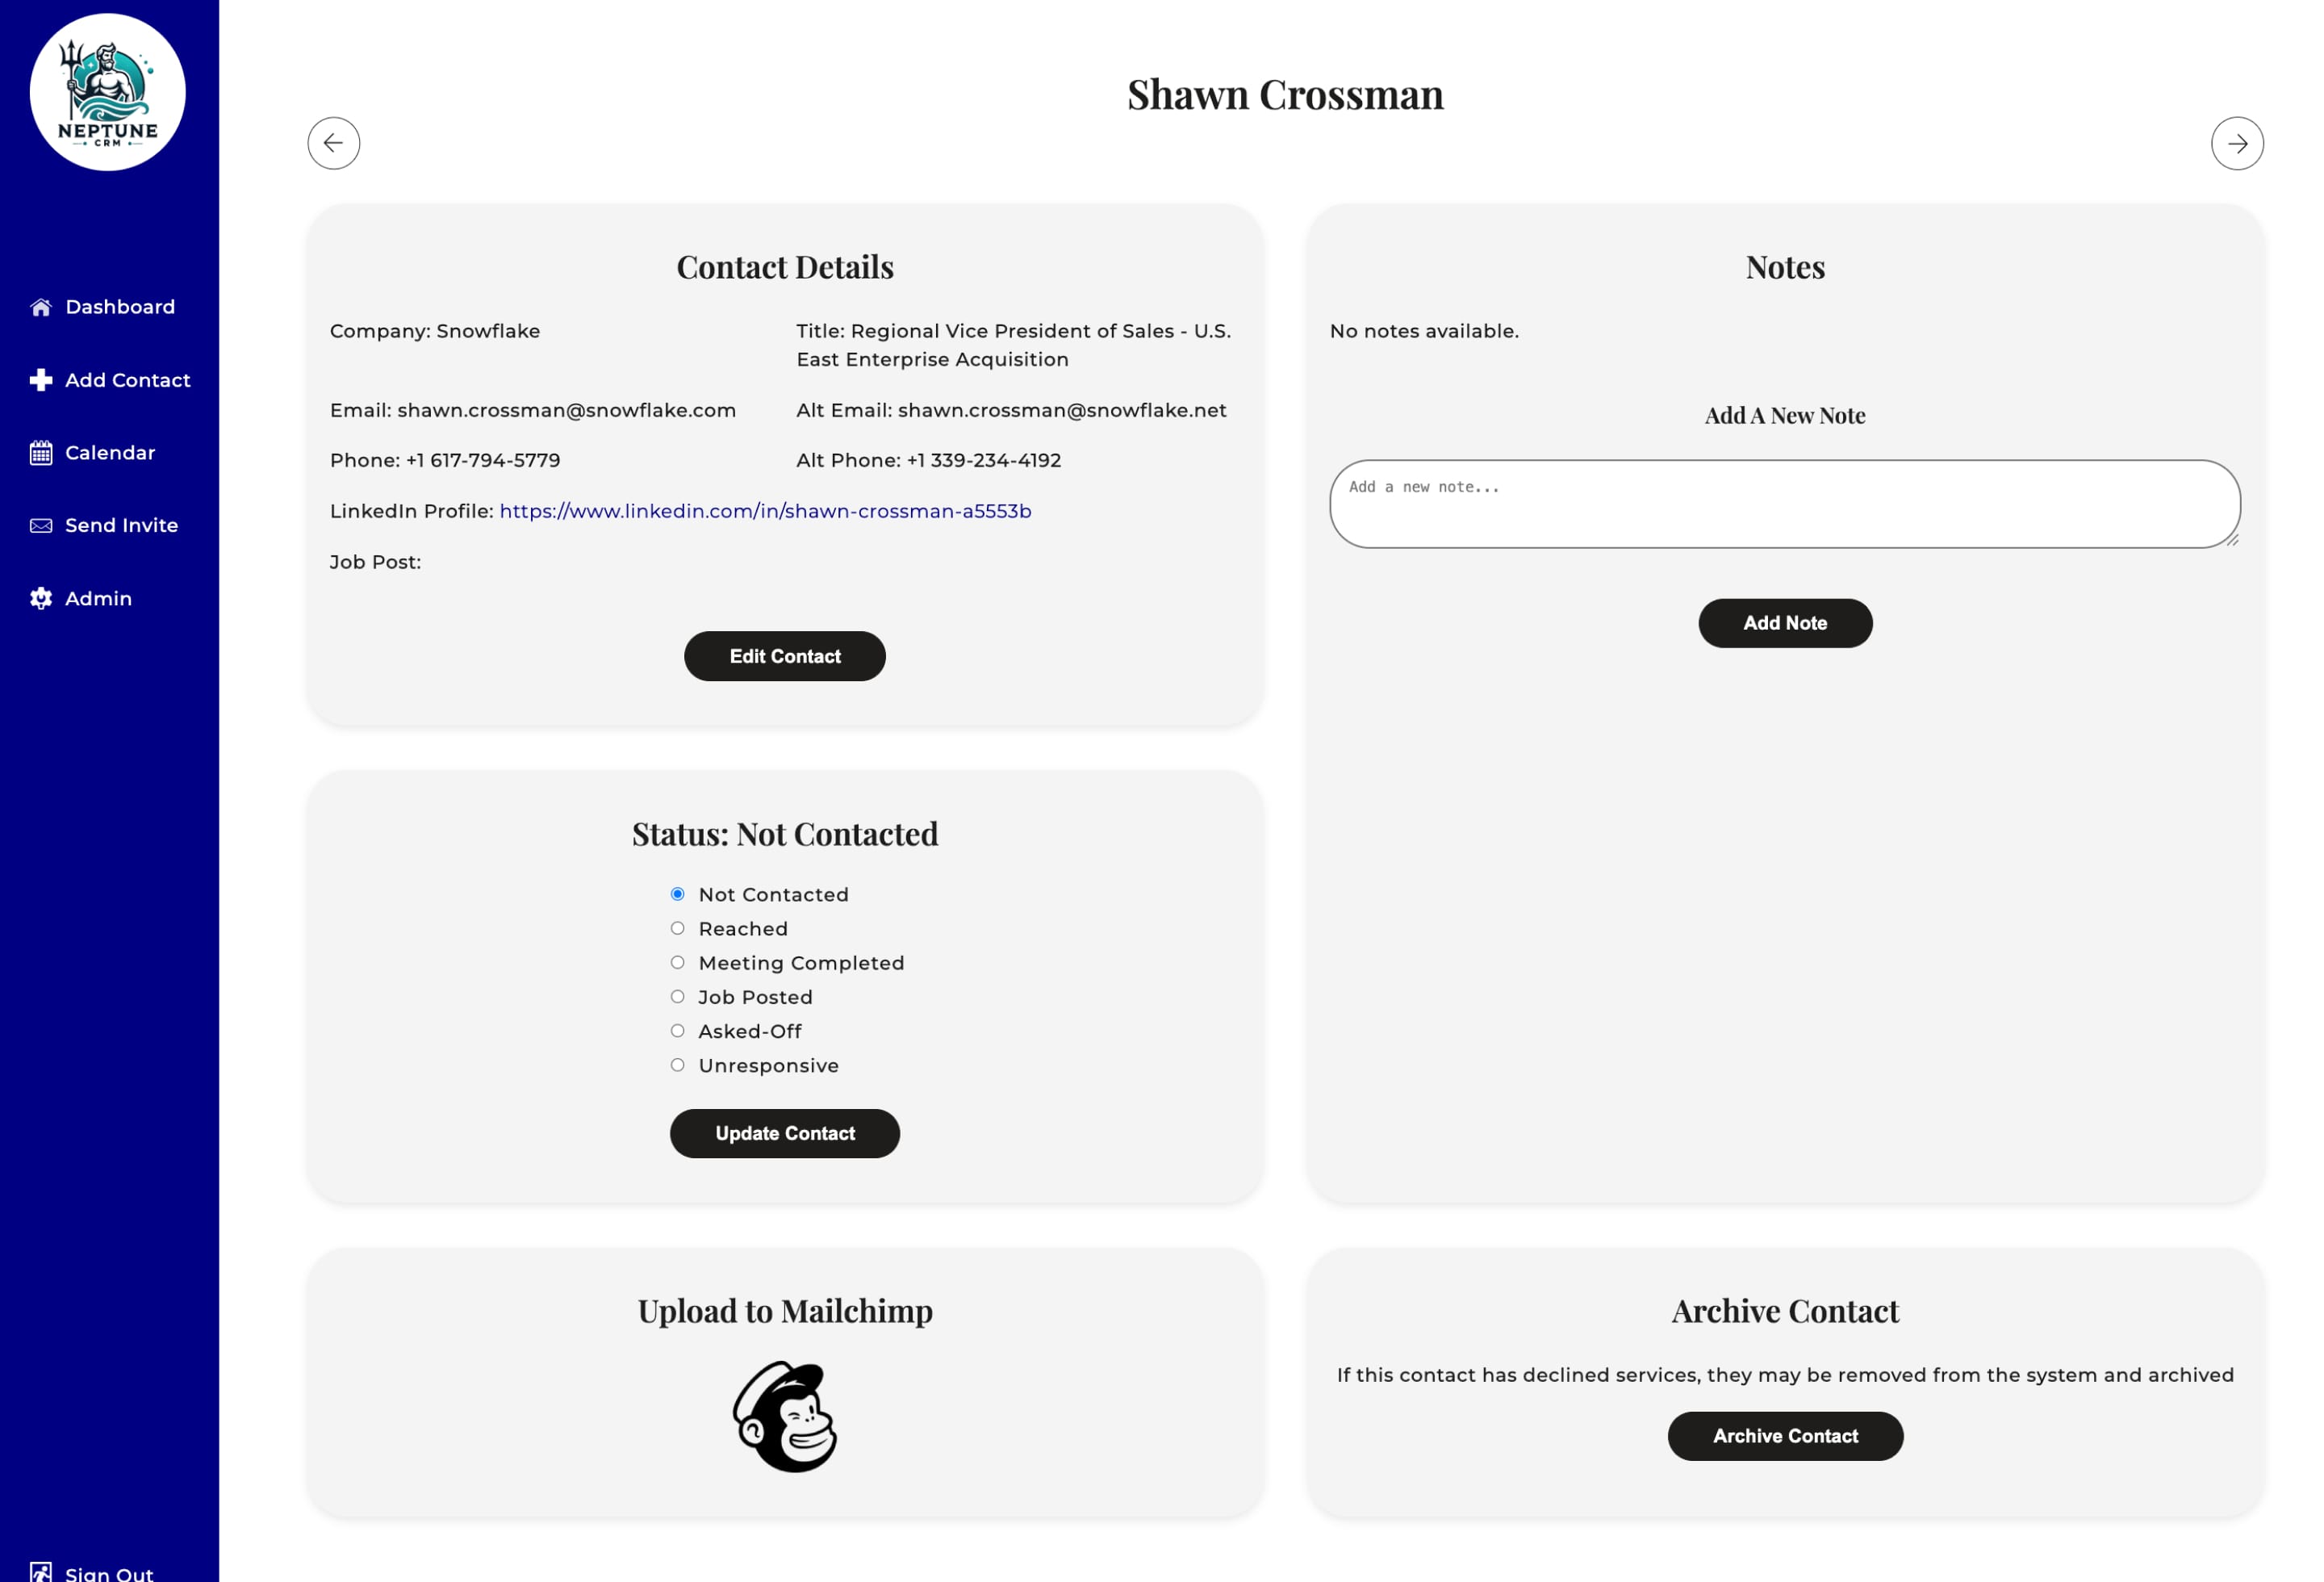 NEPTUNE
CRM
Dashboard
Add Contact
Calendar
Send Invite
Admin
Sign Out
Shawn Crossman
Contact Details
Company: Snowflake
Title: Regional Vice President of Sales - U.S.
East Enterprise Acquisition
Email: shawn.crossman@snowflake.com
Alt Email: shawn.crossman@snowflake.net
Phone: +1 617-794-5779
Alt Phone: +1 339-234-4192
LinkedIn Profile: https://www.linkedin.com/in/shawn-crossman-a5553b
Job Post:
Edit Contact
Notes
No notes available.
Add A New Note
Add a new note...
Add Note
Status: Not Contacted
Not Contacted
Reached
Meeting Completed
Job Posted
Asked-Off
Unresponsive
Update Contact
Upload to Mailchimp
Archive Contact
If this contact has declined services, they may be removed from the system and archived
Archive Contact